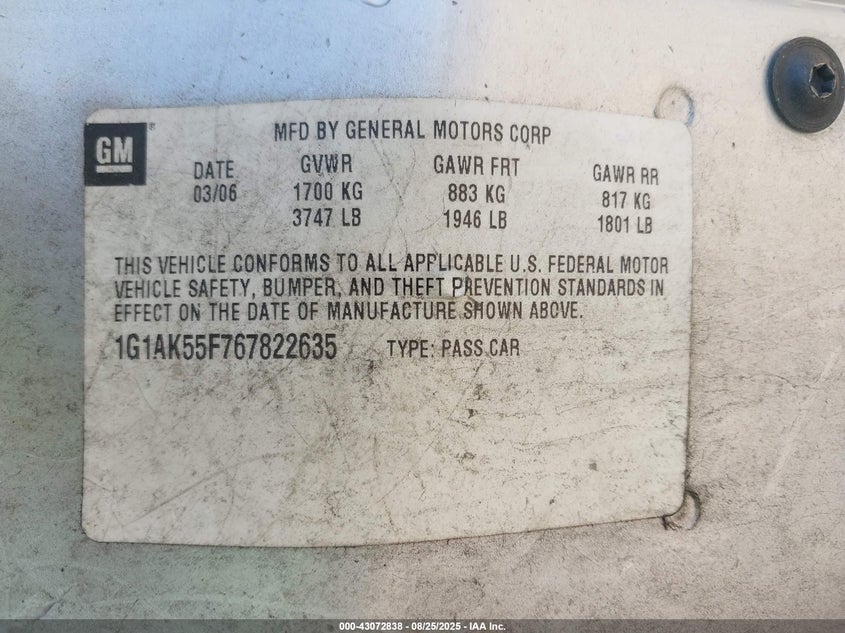 GM®
MFD BY GENERAL MOTORS CORP
DATE GVWR GAWR FRT GAWR RR
03/06 1700 KG 883 KG 817 KG
3747 LB 1946 LB 1801 LB
THIS VEHICLE CONFORMS TO ALL APPLICABLE U.S. FEDERAL MOTOR
VEHICLE SAFETY, BUMPER, AND THEFT PREVENTION STANDARDS IN
EFFECT ON THE DATE OF MANUFACTURE SHOWN ABOVE.
1G1AK55F767822635 TYPE: PASS CAR
000-43072838 - 08/25/2025 - IAA Inc.